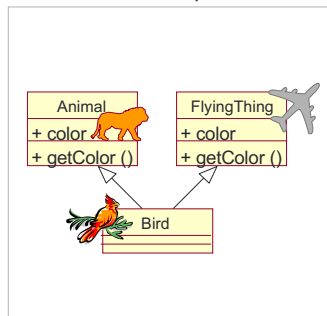 Animal
+ color
+ getColor ()
FlyingThing
+ color
+ getColor ()
Bird